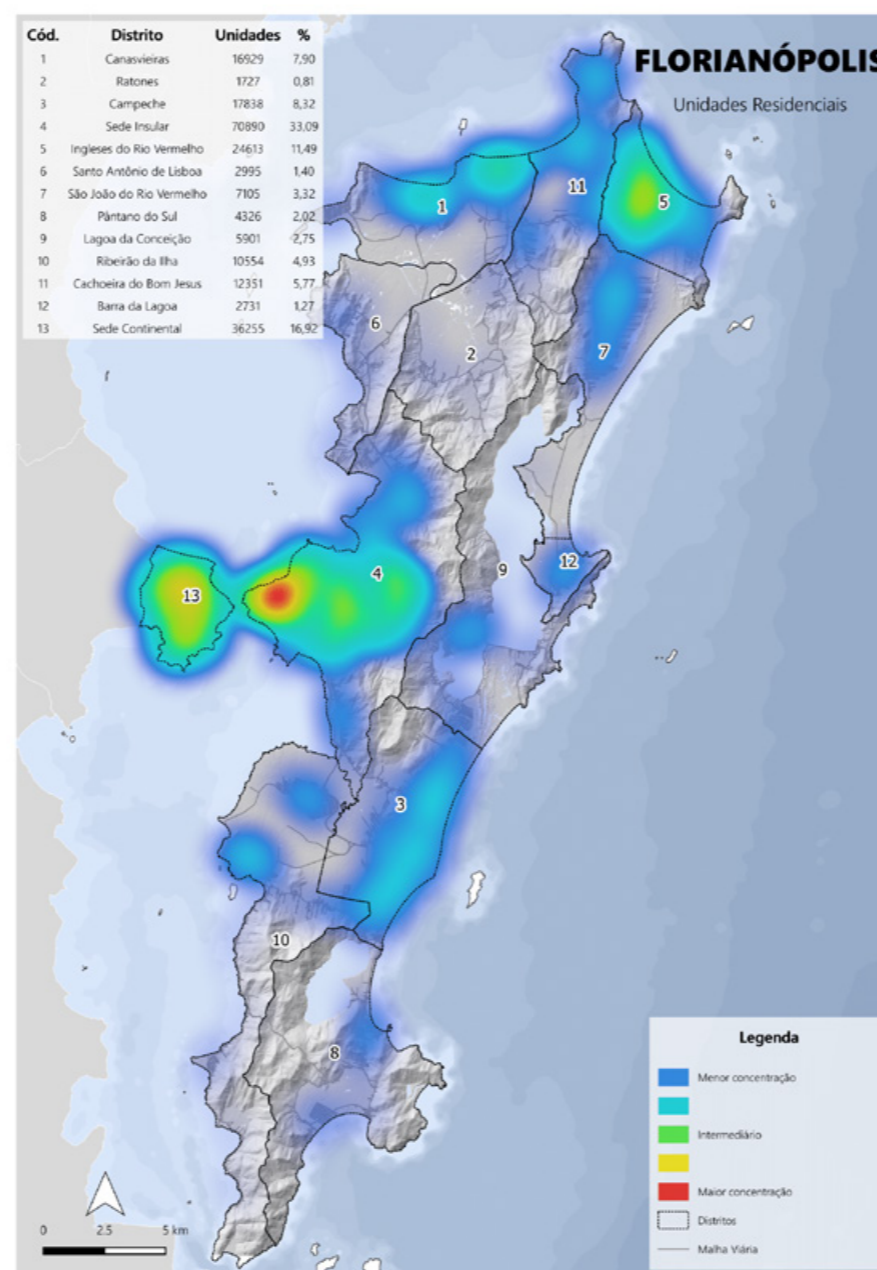 Cód. Distrito Unidades %
1 Canasvieiras 16929 7,90
2 Ratones 1727 0,81
3 Campeche 17838 8,32
4 Sede Insular 70890 33,09
5 Ingleses do Rio Vermelho 24613 11,49
6 Santo Antônio de Lisboa 2995 1,40
7 São João do Rio Vermelho 7105 3,32
8 Pântano do Sul 4326 2,02
9 Lagoa da Conceição 5901 2,75
10 Ribeirão da Ilha 10554 4,93
11 Cachoeira do Bom Jesus 12351 5,77
12 Barra da Lagoa 2731 1,27
13 Sede Continental 36255 16,92
FLORIANÓPOLIS
Unidades Residenciais
11
1
5
6
2
7
12
9
4
13
3
10
8
Legenda
Menor concentração
Intermediário
Maior concentração
Distritos
Malha Viária
0 2.5 5 km